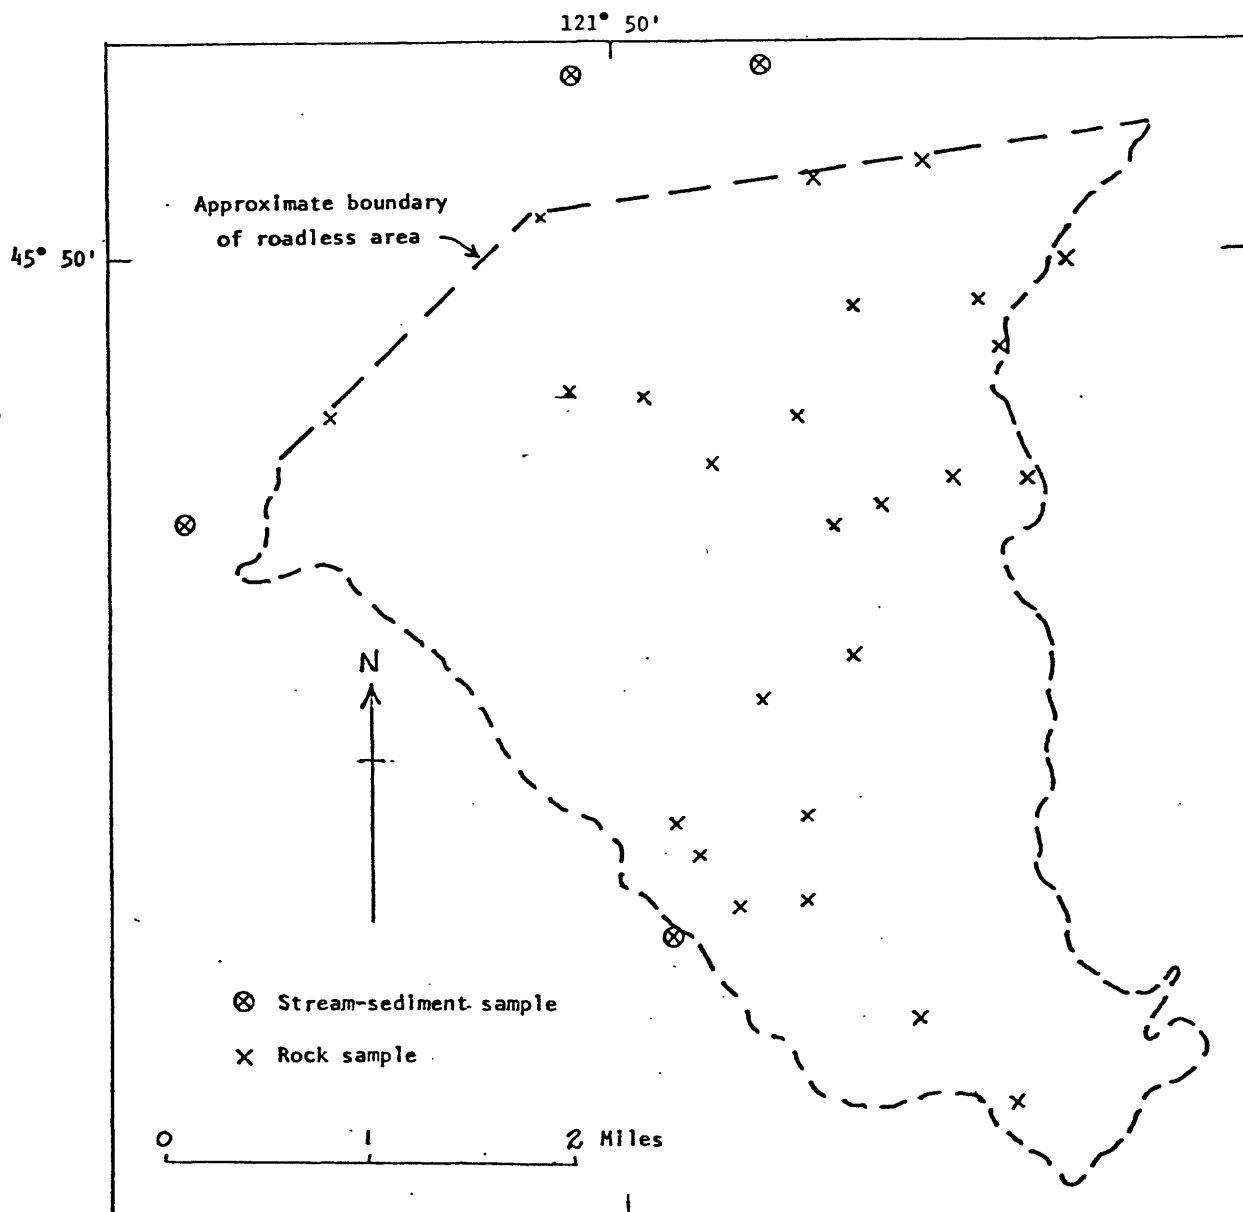 121° 50'
Approximate boundary
of roadless area
45° 50'
N
Stream-sediment sample
Rock sample
0 1 2 Miles